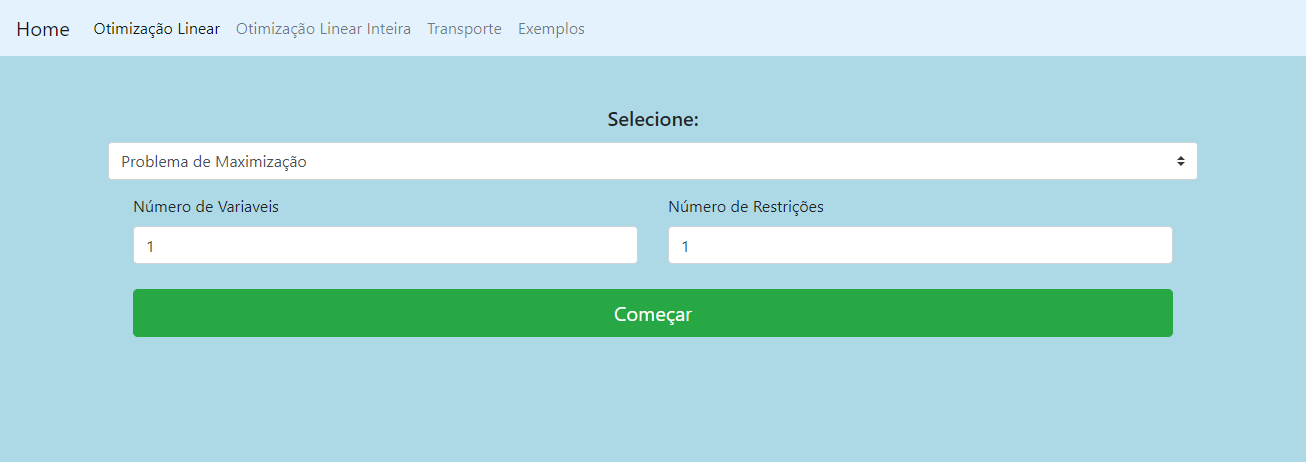 Home Otimização Linear Otimização Linear Inteira Transporte Exemplos
Selecione:
Problema de Maximização
Número de Variaveis Número de Restrições
1 1
Começar